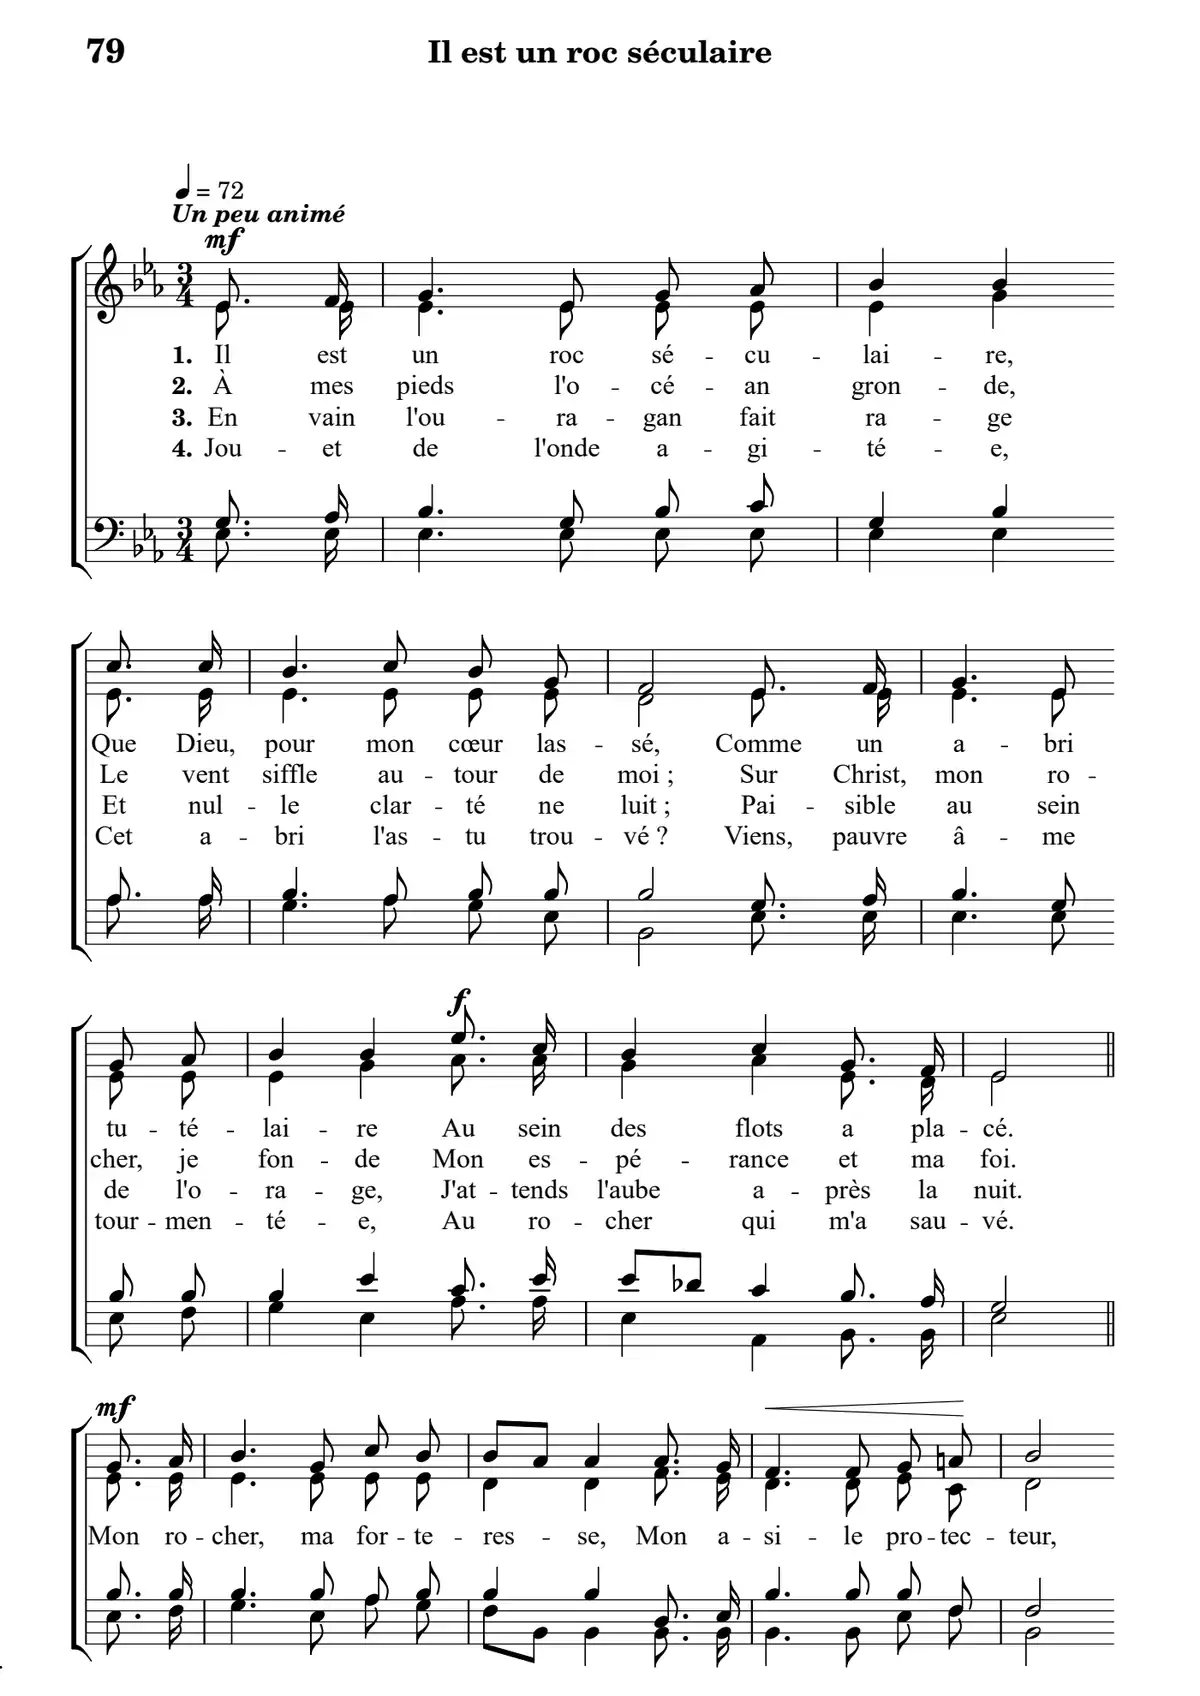 79 Il est un roc séculaire
= 72
Un peu animé
mf
1. Il est un roc sé - cu - lai - re,
2. À mes pieds l'o - cé - an gron - de,
3. En vain l'ou - ra - gan fait ra - ge
4. Jou - et de l'onde a - gi - té - e,
Que Dieu, pour mon cœur las - sé, Comme un a - bri
Le vent siffle au - tour de moi ; Sur Christ, mon ro -
Et nul - le clar - té ne luit ; Pai - sible au sein
Cet a - bri l'as - tu trou - vé ? Viens, pauvre â - me
f
tu - té - lai - re Au sein des flots a pla - cé.
cher, je fon - de Mon es - pé - rance et ma foi.
de l'o - ra - ge, J'at - tends l'aube a - près la nuit.
tour - men - té - e, Au ro - cher qui m'a sau - vé.
mf
Mon ro - cher, ma for - te - res - se, Mon a - si - le pro - tec - teur,